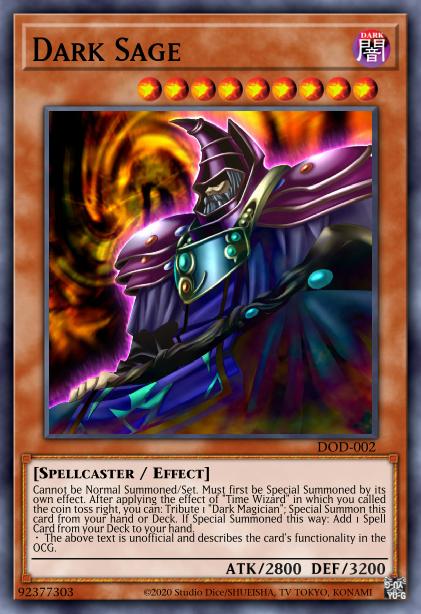 DARK SAGE
DARK
闇
DOD-002
[SPELLCASTER / EFFECT]
Cannot be Normal Summoned/Set. Must first be Special Summoned by its
own effect. After applying the effect of "Time Wizard" in which you called
the coin toss right, you can: Tribute 1 "Dark Magician"; Special Summon this
card from your hand or Deck. If Special Summoned this way: Add 1 Spell
Card from your Deck to your hand.
· The above text is unofficial and describes the card's functionality in the
OCG.
ATK/2800 DEF/3200
92377303
©2020 Studio Dice/SHUEISHA, TV TOKYO, KONAMI